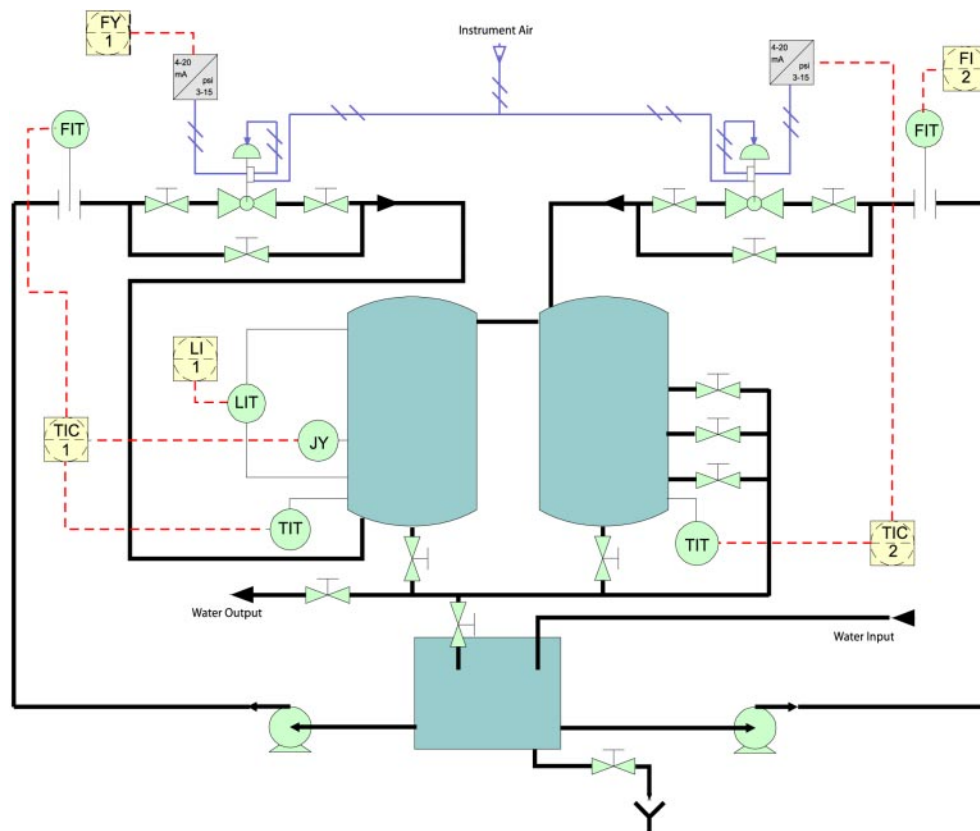 FY
1
Instrument Air
4-20
mA
psi
3-15
4-20
mA
psi
3-15
FI
2
FIT
FIT
LI
1
LIT
TIC
1
JY
TIT
TIT
TIC
2
Water Output
Water Input